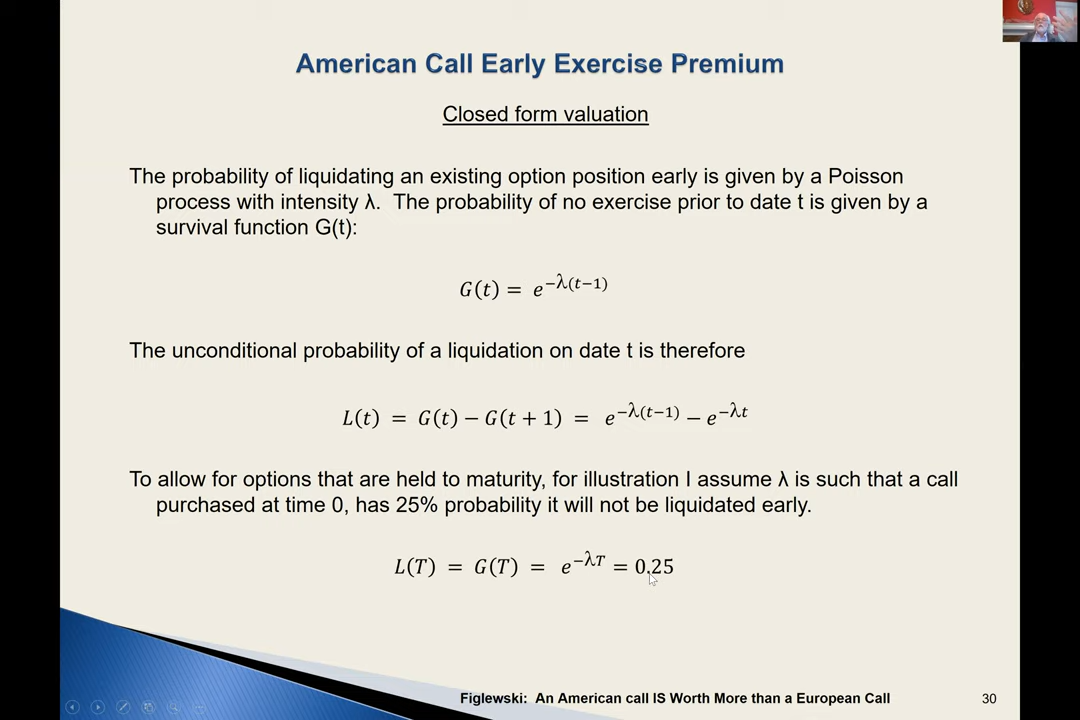 American Call Early Exercise Premium
Closed form valuation
The probability of liquidating an existing option position early is given by a Poisson
process with intensity λ. The probability of no exercise prior to date t is given by a
survival function G(t):
G(t) = e^{−λ(t−1)}
The unconditional probability of a liquidation on date t is therefore
L(t) = G(t) − G(t + 1) = e^{−λ(t−1)} − e^{−λt}
To allow for options that are held to maturity, for illustration I assume λ is such that a call
purchased at time 0, has 25% probability it will not be liquidated early.
L(T) = G(T) = e^{−λT} = 0.25
Figlewski: An American call IS Worth More than a European Call 30